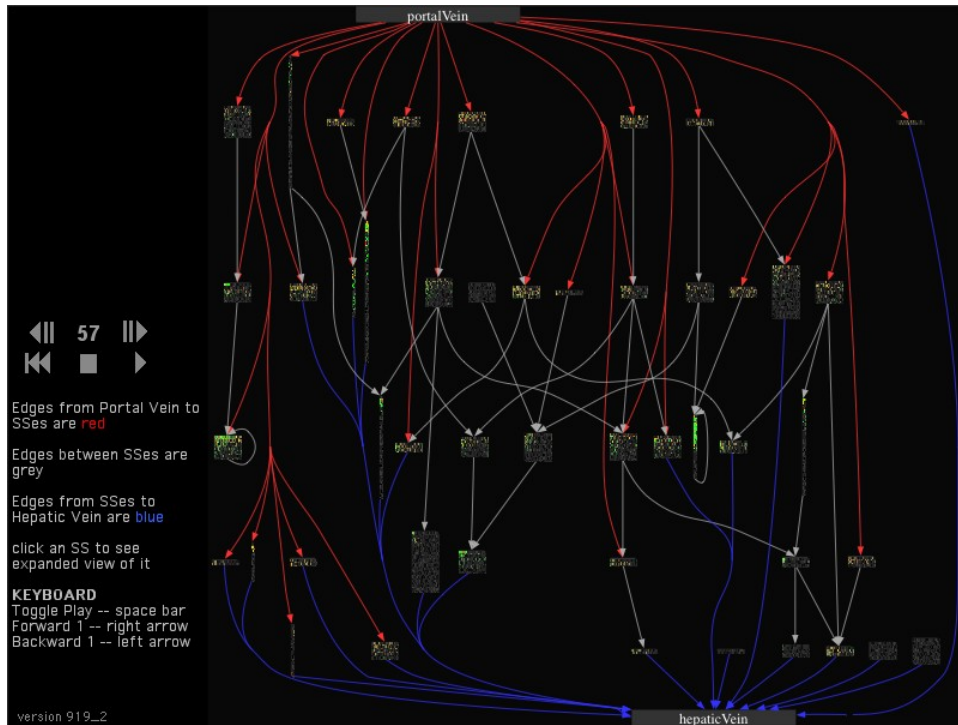 portalVein
57
Edges from Portal Vein to
SSes are red
Edges between SSes are
grey
Edges from SSes to
Hepatic Vein are blue
click an SS to see
expanded view of it
KEYBOARD
Toggle Play -- space bar
Forward 1 -- right arrow
Backward 1 -- left arrow
version 919_2
hepaticVein